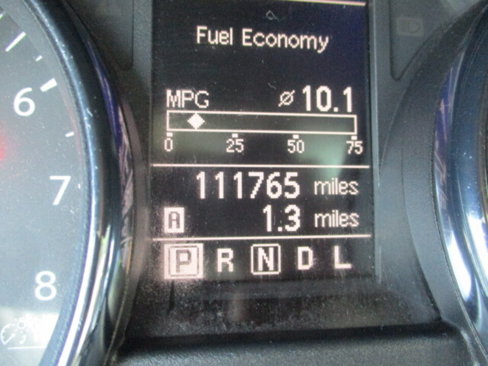 Fuel Economy
MPG ⌀ 10.1
0 25 50 75
111765 miles
A 1.3 miles
P R N D L
6
7
8